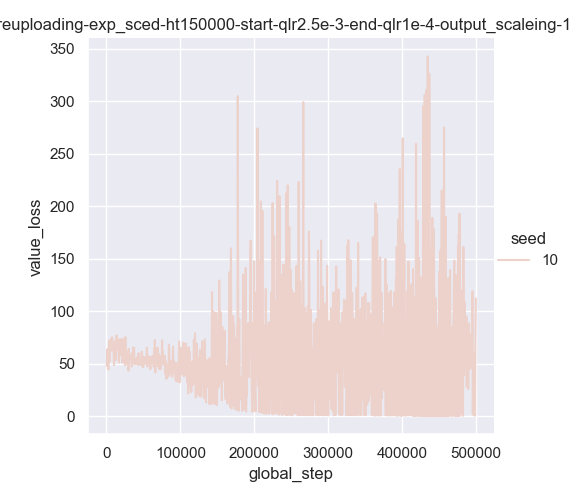 reuploading-exp_sced-ht150000-start-qlr2.5e-3-end-qlr1e-4-output_scaleing-1
350
300
250
200
150
100
50
0
value_loss
0 100000 200000 300000 400000 500000
global_step
seed
10